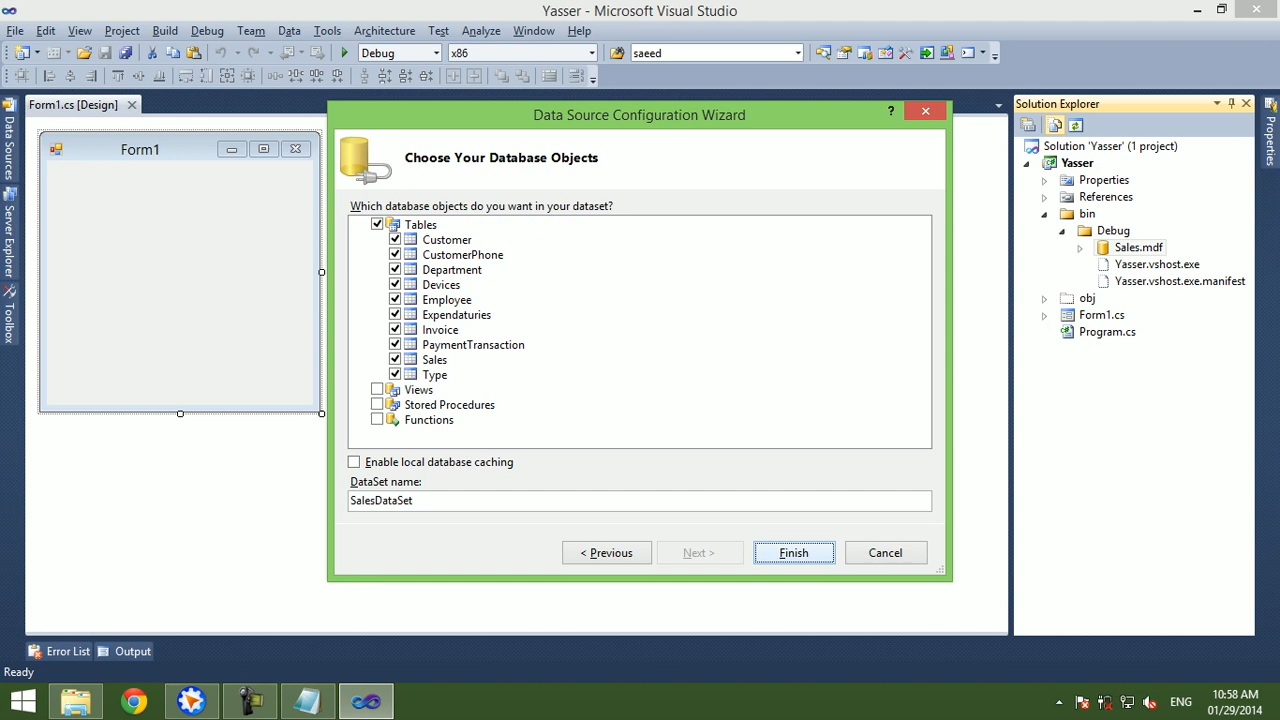 Yasser - Microsoft Visual Studio
File Edit View Project Build Debug Team Data Tools Architecture Test Analyze Window Help
Debug x86 saeed
Form1.cs [Design]
Data Sources
Server Explorer
Toolbox
Form1
Data Source Configuration Wizard
?
Choose Your Database Objects
Which database objects do you want in your dataset?
Tables
Customer
CustomerPhone
Department
Devices
Employee
Expendaturies
Invoice
PaymentTransaction
Sales
Type
Views
Stored Procedures
Functions
Enable local database caching
DataSet name:
SalesDataSet
< Previous Next > Finish Cancel
Solution Explorer
Solution 'Yasser' (1 project)
Yasser
Properties
References
bin
Debug
Sales.mdf
Yasser.vshost.exe
Yasser.vshost.exe.manifest
obj
Form1.cs
Program.cs
Properties
Error List Output
Ready
ENG
10:58 AM
01/29/2014